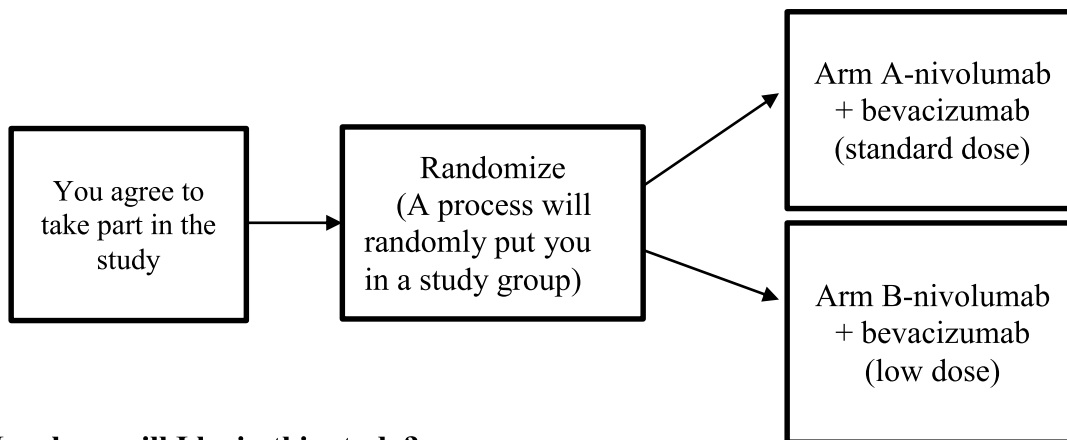 You agree to
take part in the
study
Randomize
(A process will
randomly put you
in a study group)
Arm A-nivolumab
+ bevacizumab
(standard dose)
Arm B-nivolumab
+ bevacizumab
(low dose)